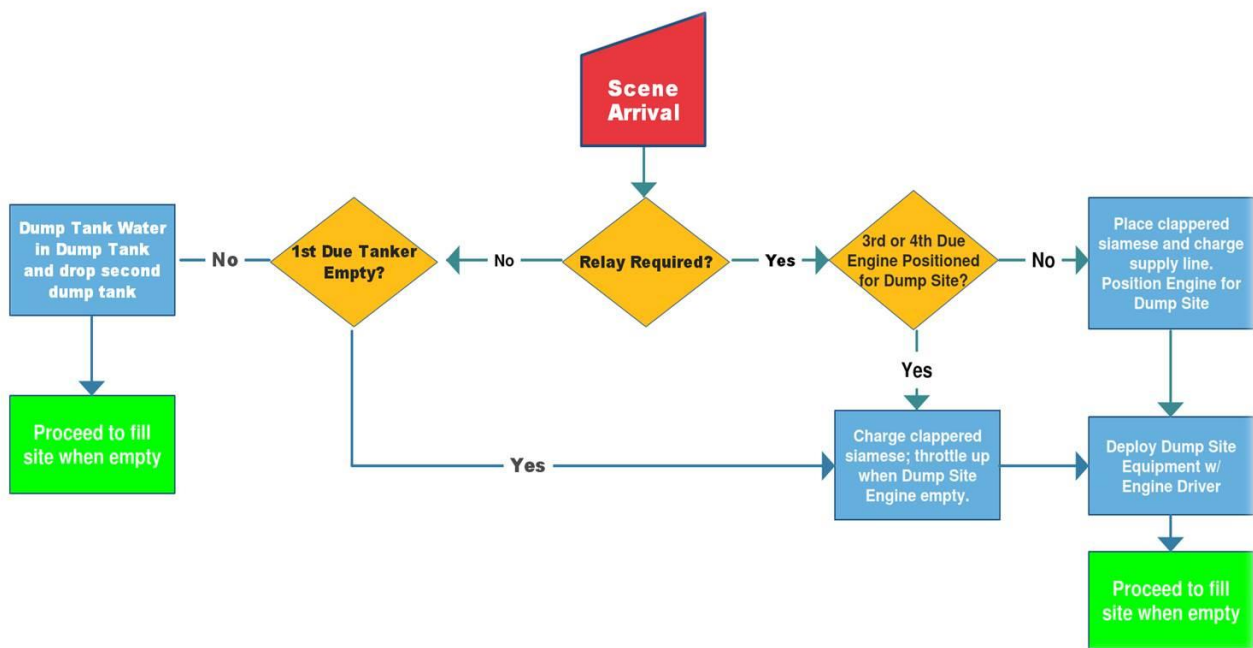 Scene
Arrival
Dump Tank Water
in Dump Tank
and drop second
dump tank
No
1st Due Tanker
Empty?
No
Relay Required?
Yes
3rd or 4th Due
Engine Positioned
for Dump Site?
No
Place clappered
siamese and charge
supply line.
Position Engine for
Dump Site
Yes
Proceed to fill
site when empty
Yes
Charge clappered
siamese; throttle up
when Dump Site
Engine empty.
Deploy Dump Site
Equipment w/
Engine Driver
Proceed to fill
site when empty